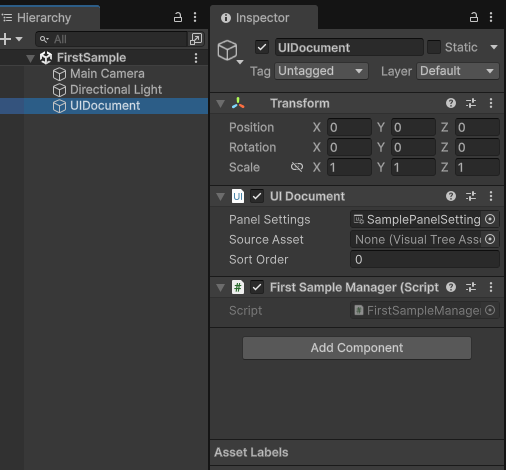 Hierarchy
All
FirstSample
Main Camera
Directional Light
UIDocument
Inspector
UIDocument Static
Tag Untagged Layer Default
Transform
Position X 0 Y 0 Z 0
Rotation X 0 Y 0 Z 0
Scale X 1 Y 1 Z 1
UI UI Document
Panel Settings SamplePanelSetting
Source Asset None (Visual Tree Ass
Sort Order 0
# First Sample Manager (Script
Script FirstSampleManager
Add Component
Asset Labels